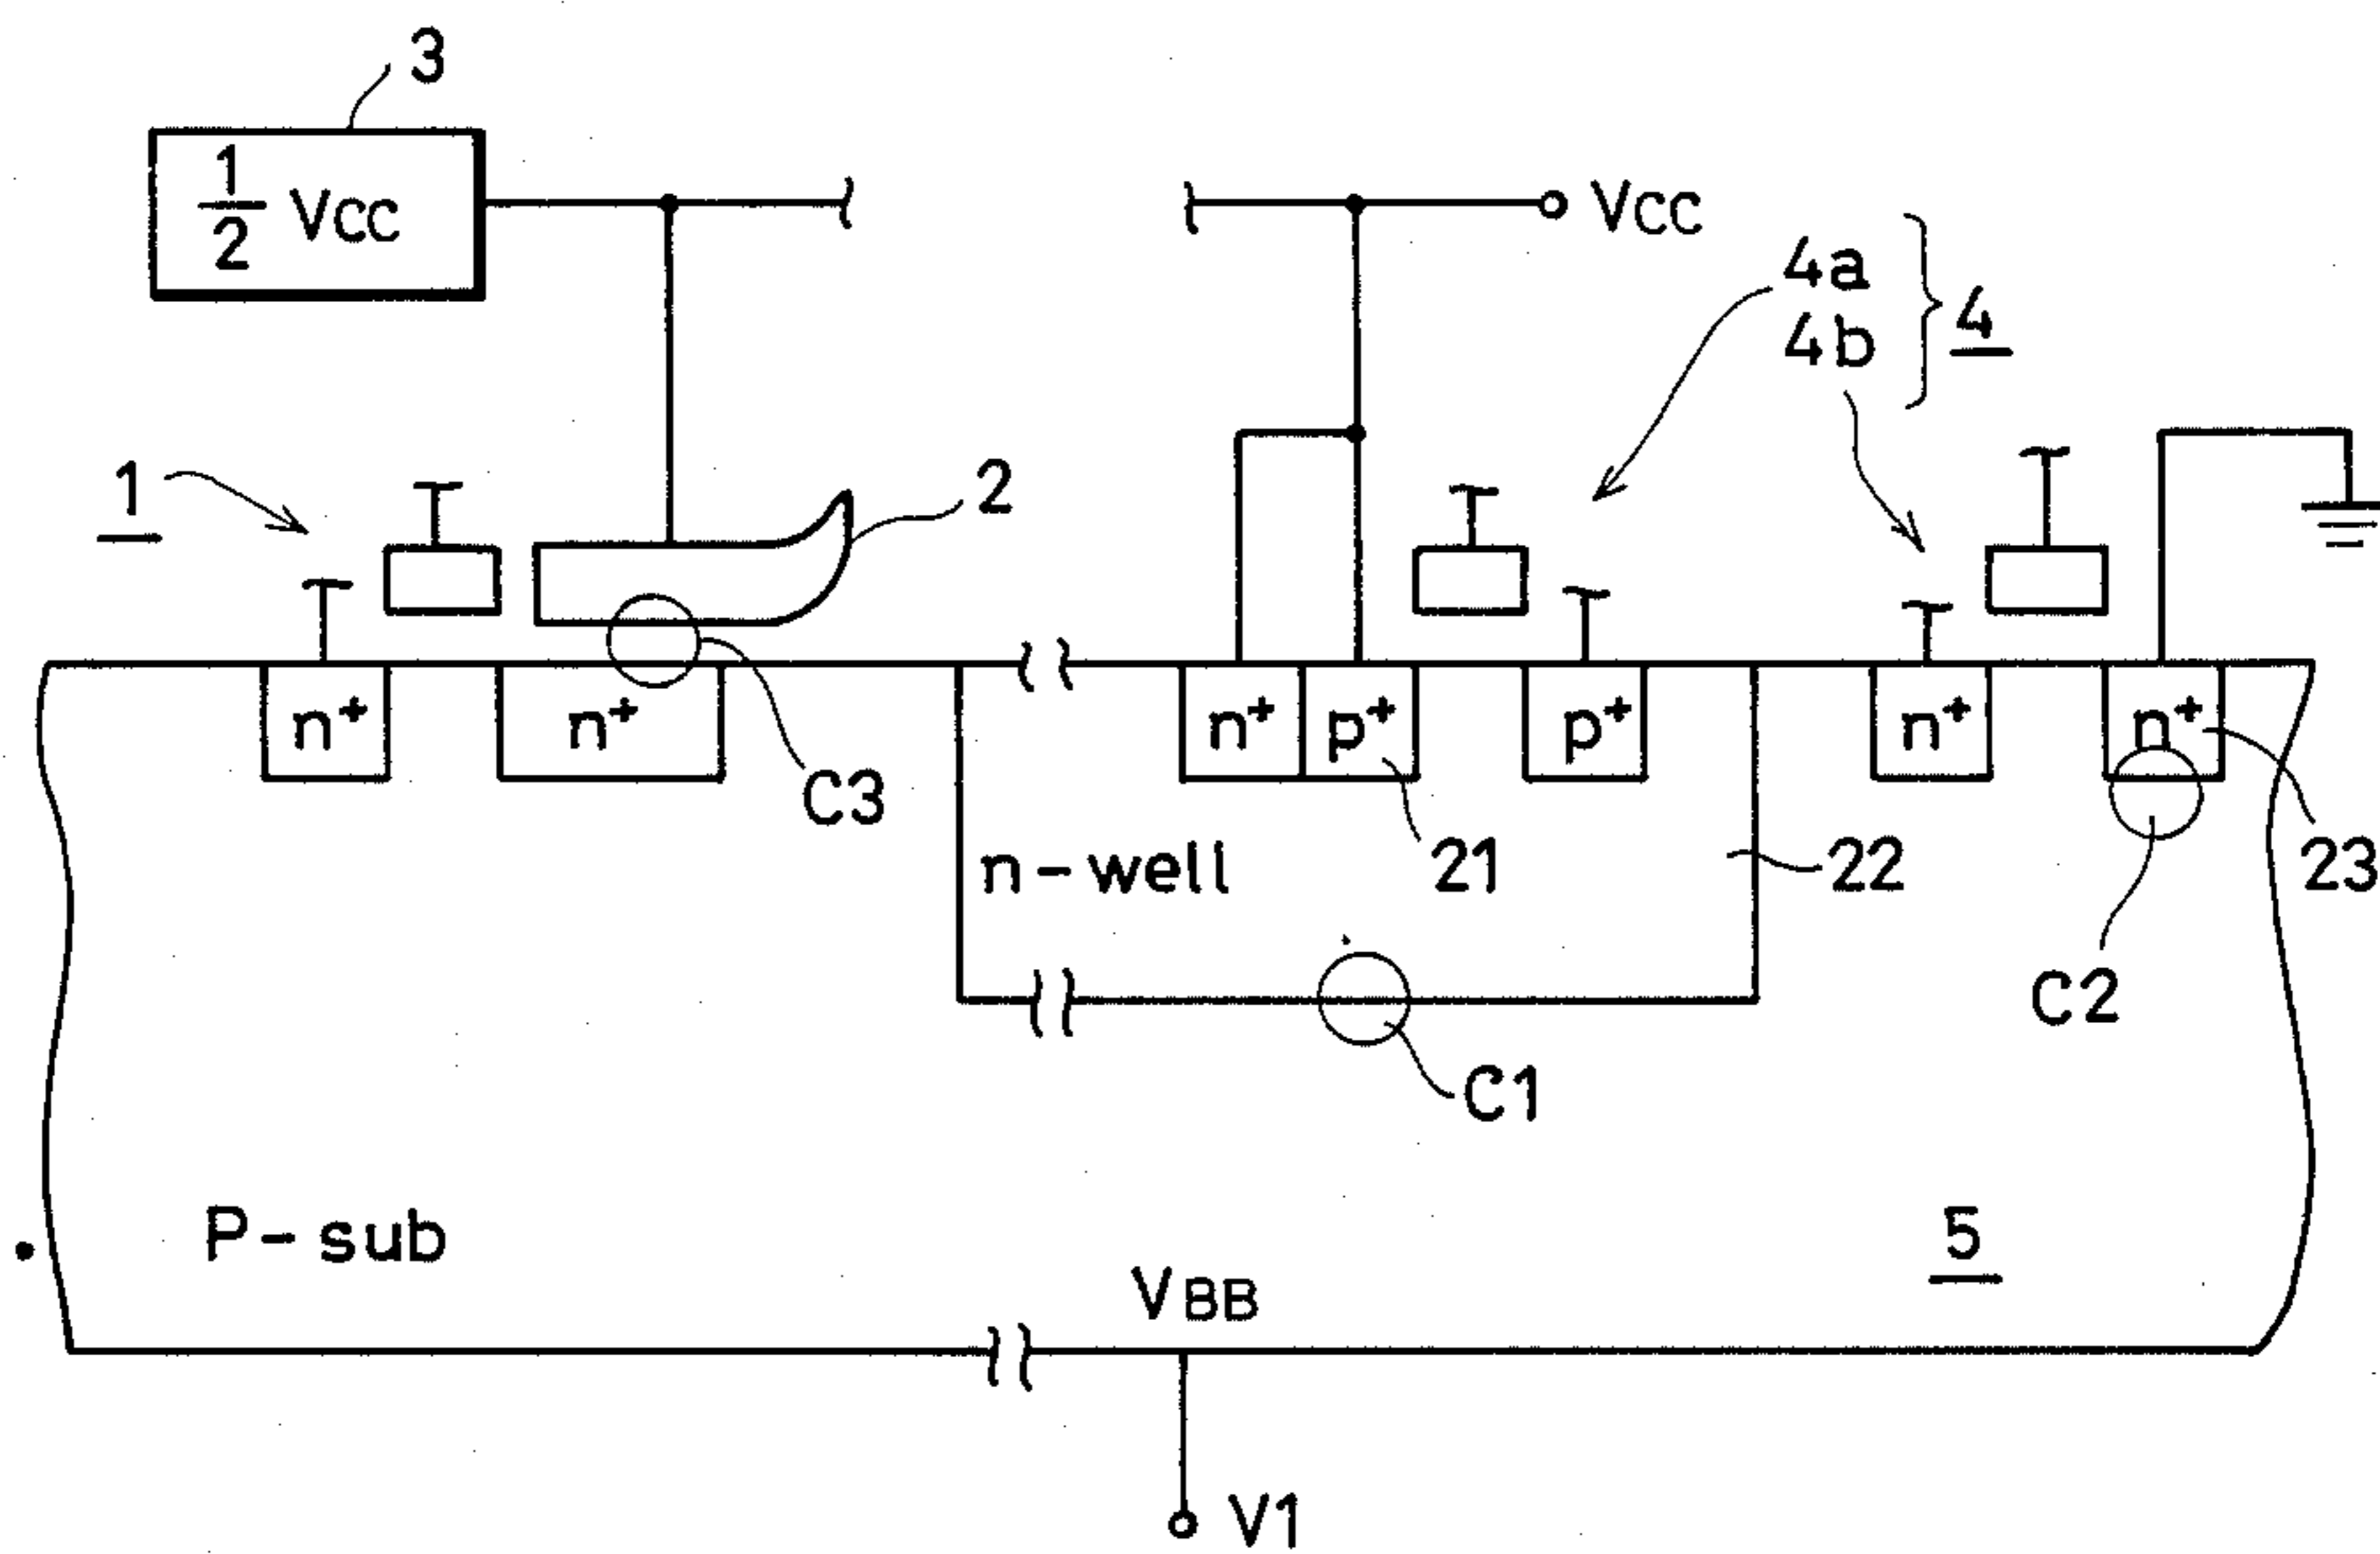 3
1/2 VCC
VCC
4a
4b
4
1
2
n+
n+
C3
n+
p+
p+
n+
n+
n-well
21
22
23
C2
C1
P-sub
5
VBB
V1